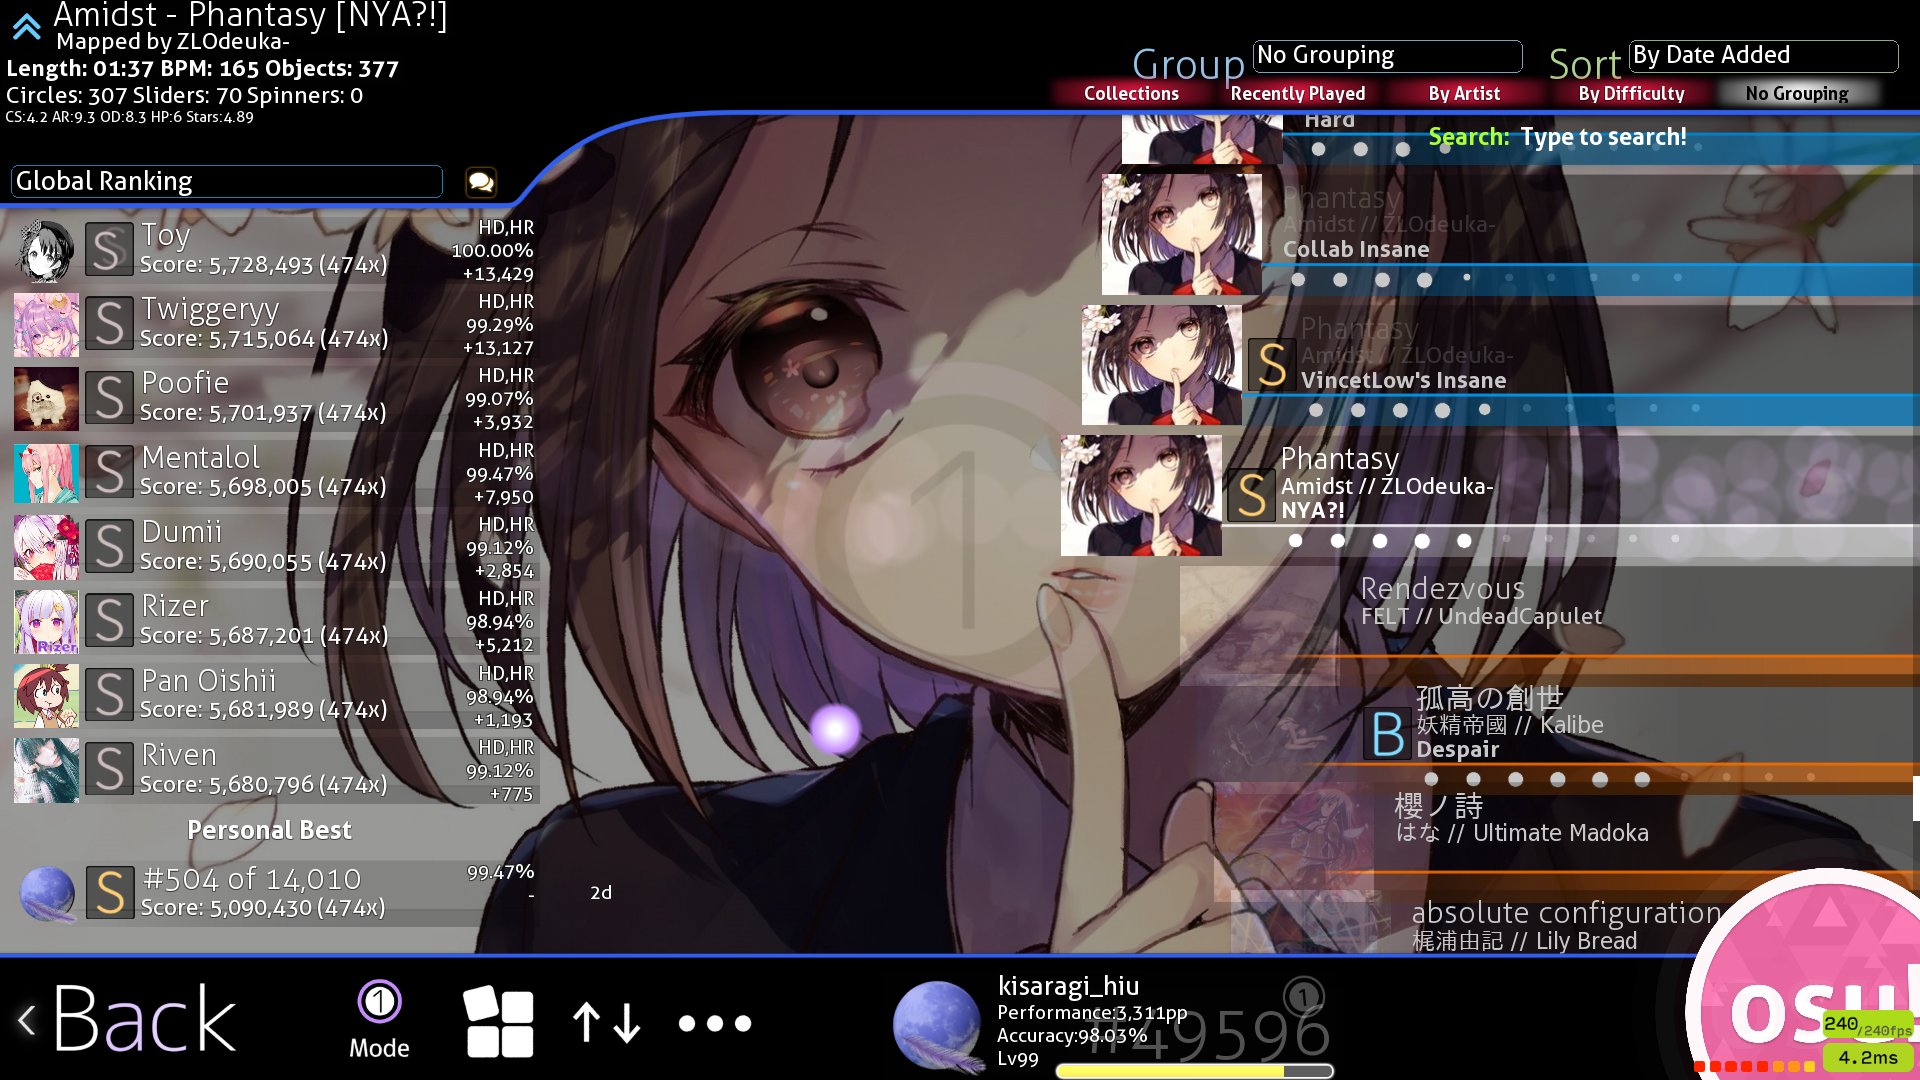 Amidst - Phantasy [NYA?!]
Mapped by ZLOdeuka-
Length: 01:37 BPM: 165 Objects: 377
Circles: 307 Sliders: 70 Spinners: 0
CS:4.2 AR:9.3 OD:8.3 HP:6 Stars:4.89
Group No Grouping
Sort By Date Added
Collections
Recently Played
By Artist
By Difficulty
No Grouping
Search: Type to search!
Global Ranking
S Toy HD,HR
100.00%
Score: 5,728,493 (474x)
+13,429
S Twiggeryy HD,HR
99.29%
Score: 5,715,064 (474x)
+13,127
S Poofie HD,HR
99.07%
Score: 5,701,937 (474x)
+3,932
S Mentalol HD,HR
99.47%
Score: 5,698,005 (474x)
+7,950
S Dumii HD,HR
99.12%
Score: 5,690,055 (474x)
+2,854
S Rizer HD,HR
98.94%
Score: 5,687,201 (474x)
+5,212
Rizer
S Pan Oishii HD,HR
98.94%
Score: 5,681,989 (474x)
+1,193
S Riven HD,HR
99.12%
Score: 5,680,796 (474x)
+775
Personal Best
S #504 of 14,010 99.47%
Score: 5,090,430 (474x)
-
2d
1
Hard
Phantasy
Amidst // ZLOdeuka-
Collab Insane
S Phantasy
Amidst // ZLOdeuka-
VincetLow's Insane
S Phantasy
Amidst // ZLOdeuka-
NYA?!
Rendezvous
FELT // UndeadCapulet
B 孤高の創世
妖精帝國 // Kalibe
Despair
櫻ノ詩
はな // Ultimate Madoka
absolute configuration
梶浦由記 // Lily Bread
Back
1
Mode
kisaragi_hiu
Performance:3,311pp
Accuracy:98.03%
Lv99
#49596
1
osu!
240/240fps
4.2ms